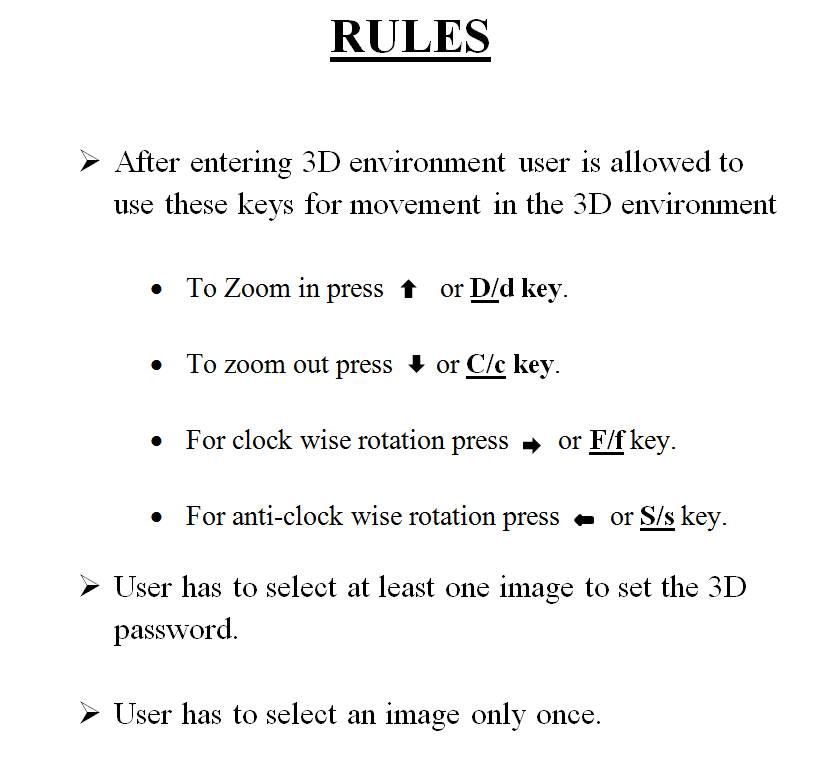 RULES
➢ After entering 3D environment user is allowed to
use these keys for movement in the 3D environment
• To Zoom in press ⬆ or D/d key.
• To zoom out press ⬇ or C/c key.
• For clock wise rotation press ➡ or F/f key.
• For anti-clock wise rotation press ⬅ or S/s key.
➢ User has to select at least one image to set the 3D
password.
➢ User has to select an image only once.